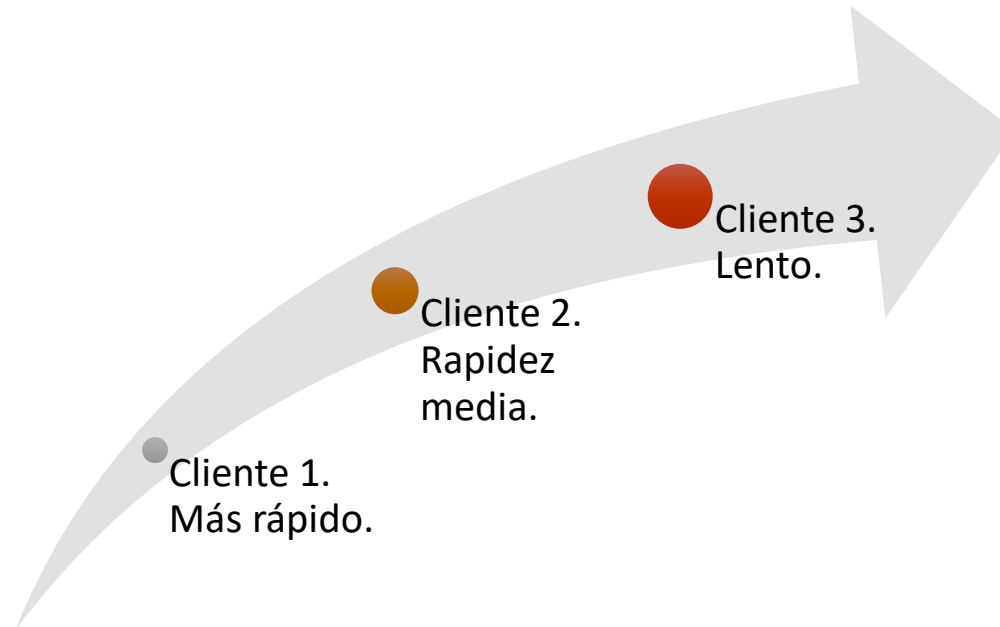 Cliente 1.
Más rápido.
Cliente 2.
Rapidez
media.
Cliente 3.
Lento.